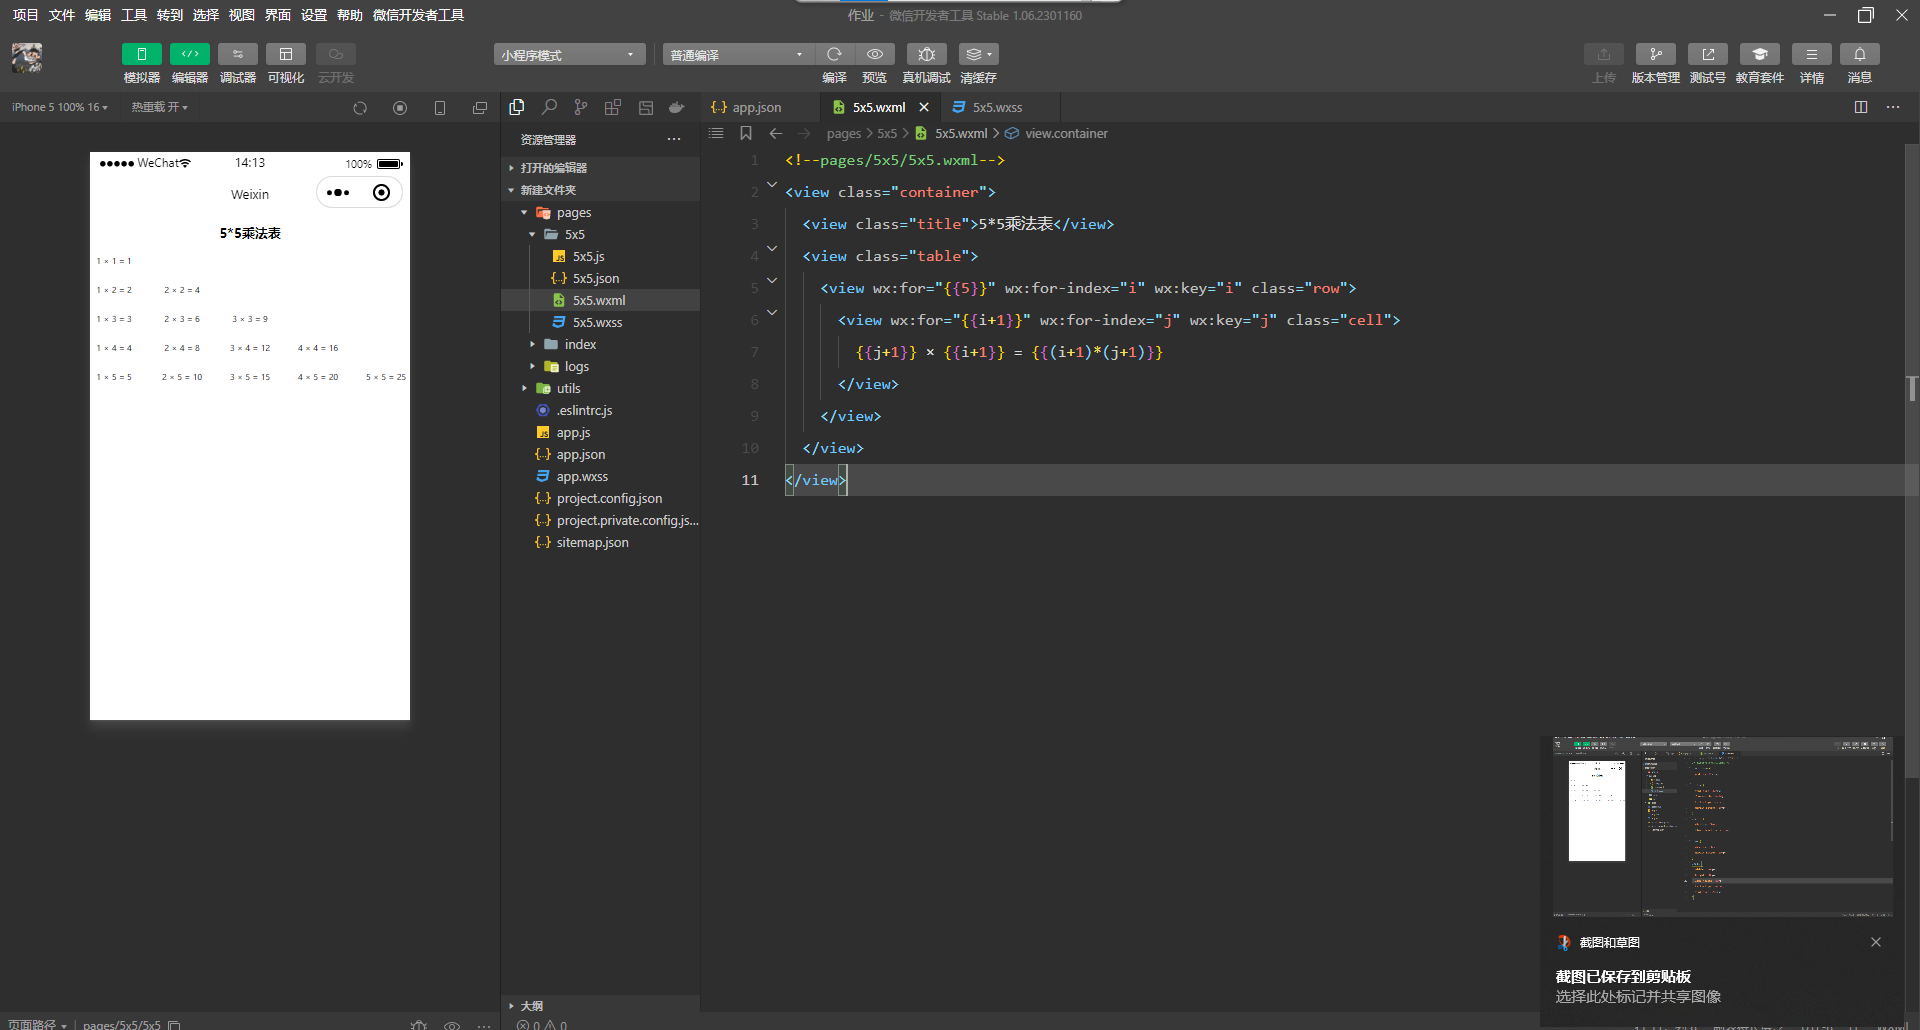 项目 文件 编辑 工具 转到 选择 视图 界面 设置 帮助 微信开发者工具
作业 - 微信开发者工具 Stable 1.06.2301160
小程序模式
普通编译
模拟器 编辑器 调试器 可视化 云开发
编译 预览 真机调试 清缓存
上传 版本管理 测试号 教育套件 详情 消息
iPhone 5 100% 16
热重载 开
WeChat
14:13
100%
Weixin
5*5乘法表
1 × 1 = 1
1 × 2 = 2 2 × 2 = 4
1 × 3 = 3 2 × 3 = 6 3 × 3 = 9
1 × 4 = 4 2 × 4 = 8 3 × 4 = 12 4 × 4 = 16
1 × 5 = 5 2 × 5 = 10 3 × 5 = 15 4 × 5 = 20 5 × 5 = 25
资源管理器
打开的编辑器
新建文件夹
pages
5x5
5x5.js
5x5.json
5x5.wxml
5x5.wxss
index
logs
utils
.eslintrc.js
app.js
app.json
app.wxss
project.config.json
project.private.config.js...
sitemap.json
大纲
app.json
5x5.wxml
5x5.wxss
pages > 5x5 > 5x5.wxml > view.container
1 <!--pages/5x5/5x5.wxml-->
2 <view class="container">
3 <view class="title">5*5乘法表</view>
4 <view class="table">
5 <view wx:for="{{5}}" wx:for-index="i" wx:key="i" class="row">
6 <view wx:for="{{i+1}}" wx:for-index="j" wx:key="j" class="cell">
7 {{j+1}} × {{i+1}} = {{(i+1)*(j+1)}}
8 </view>
9 </view>
10 </view>
11 </view>
截图和草图
截图已保存到剪贴板
选择此处标记并共享图像
页面路径
pages/5x5/5x5
0 0